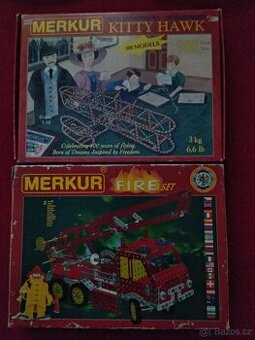 MERKUR
KITTY HAWK
100 MODELS
Celebrating 100 years of flying.
Born of Dreams-Inspired by Freedom.
3 kg
6,6 lb
MERKUR
FIRE SET
Bazos.cz